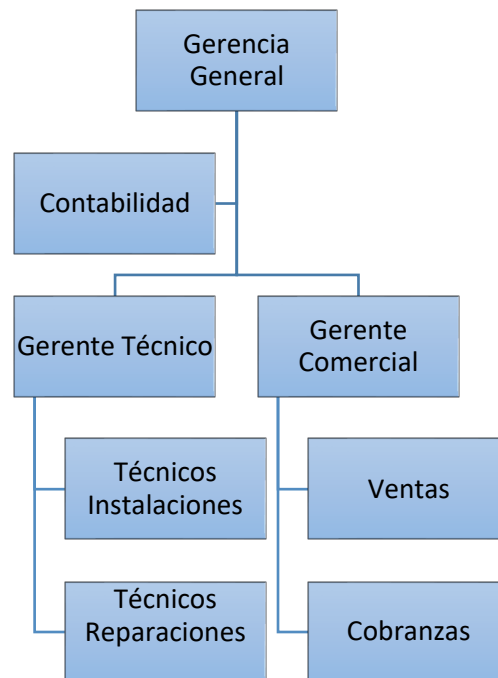 Gerencia
General
Contabilidad
Gerente Técnico
Gerente
Comercial
Técnicos
Instalaciones
Ventas
Técnicos
Reparaciones
Cobranzas